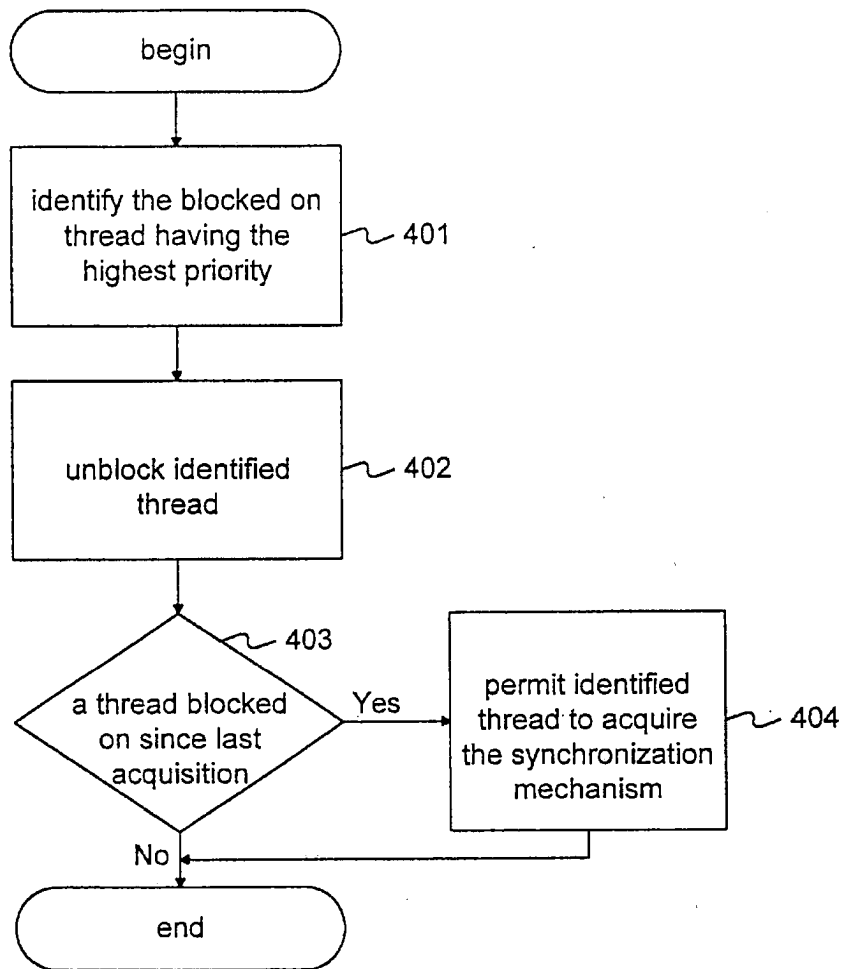 begin
identify the blocked on
thread having the
highest priority
401
unblock identified
thread
402
403
a thread blocked
on since last
acquisition
Yes
permit identified
thread to acquire
the synchronization
mechanism
404
No
end